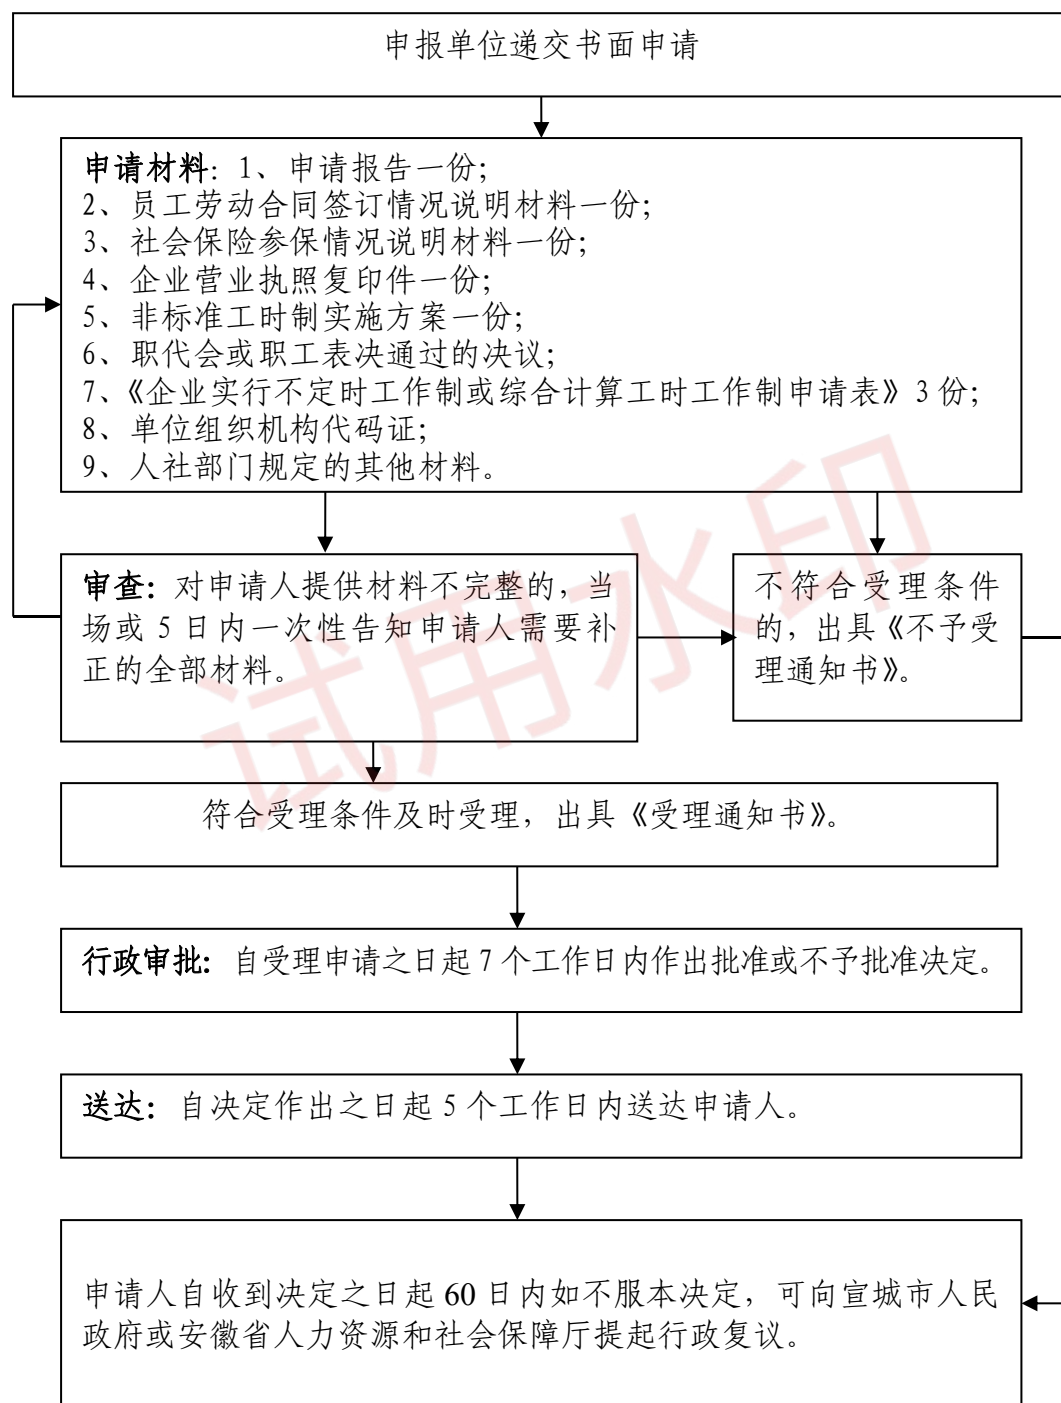 申报单位递交书面申请
申请材料：1、申请报告一份；
2、员工劳动合同签订情况说明材料一份；
3、社会保险参保情况说明材料一份；
4、企业营业执照复印件一份；
5、非标准工时制实施方案一份；
6、职代会或职工表决通过的决议；
7、《企业实行不定时工作制或综合计算工时工作制申请表》3份；
8、单位组织机构代码证；
9、人社部门规定的其他材料。
审查：对申请人提供材料不完整的，当
场或 5 日内一次性告知申请人需要补
正的全部材料。
不符合受理条件
的，出具《不予受
理通知书》。
符合受理条件及时受理，出具《受理通知书》。
行政审批：自受理申请之日起 7 个工作日内作出批准或不予批准决定。
送达：自决定作出之日起 5 个工作日内送达申请人。
申请人自收到决定之日起 60 日内如不服本决定，可向宣城市人民
政府或安徽省人力资源和社会保障厅提起行政复议。
试用水印